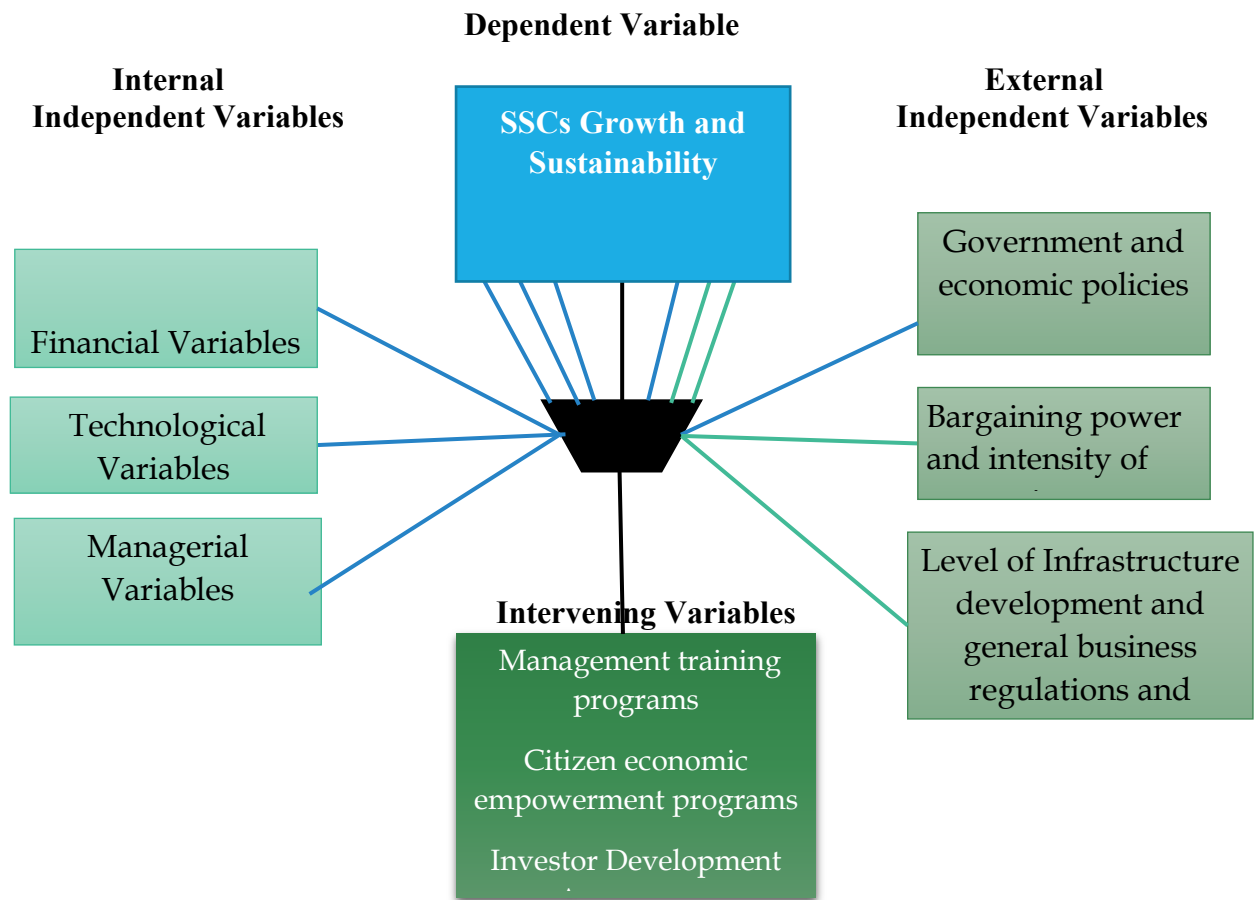 Dependent Variable
Internal
Independent Variables
External
Independent Variables
SSCs Growth and
Sustainability
Financial Variables
Technological
Variables
Managerial
Variables
Government and
economic policies
Bargaining power
and intensity of
Level of Infrastructure
development and
general business
regulations and
Intervening Variables
Management training
programs
Citizen economic
empowerment programs
Investor Development